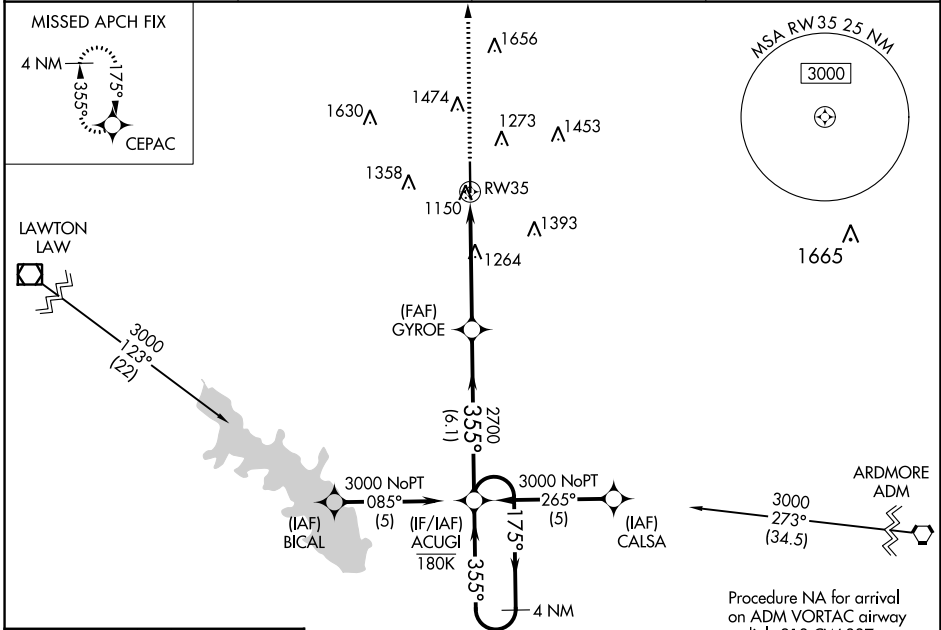 MISSED APCH FIX
4 NM
175°
355°
CEPAC
1656
1474
1630
1273
1453
1358
RW35
1150
1393
1264
MSA RW35 25 NM
3000
1665
LAWTON
LAW
3000
123°
(22)
(FAF)
GYROE
2700
355°
(6.1)
3000 NoPT
085°
(5)
(IAF)
BICAL
(IF/IAF)
ACUGI
180K
3000 NoPT
265°
(5)
(IAF)
CALSA
175°
355°
4 NM
ARDMORE
ADM
3000
273°
(34.5)
Procedure NA for arrival
on ADM VORTAC airway